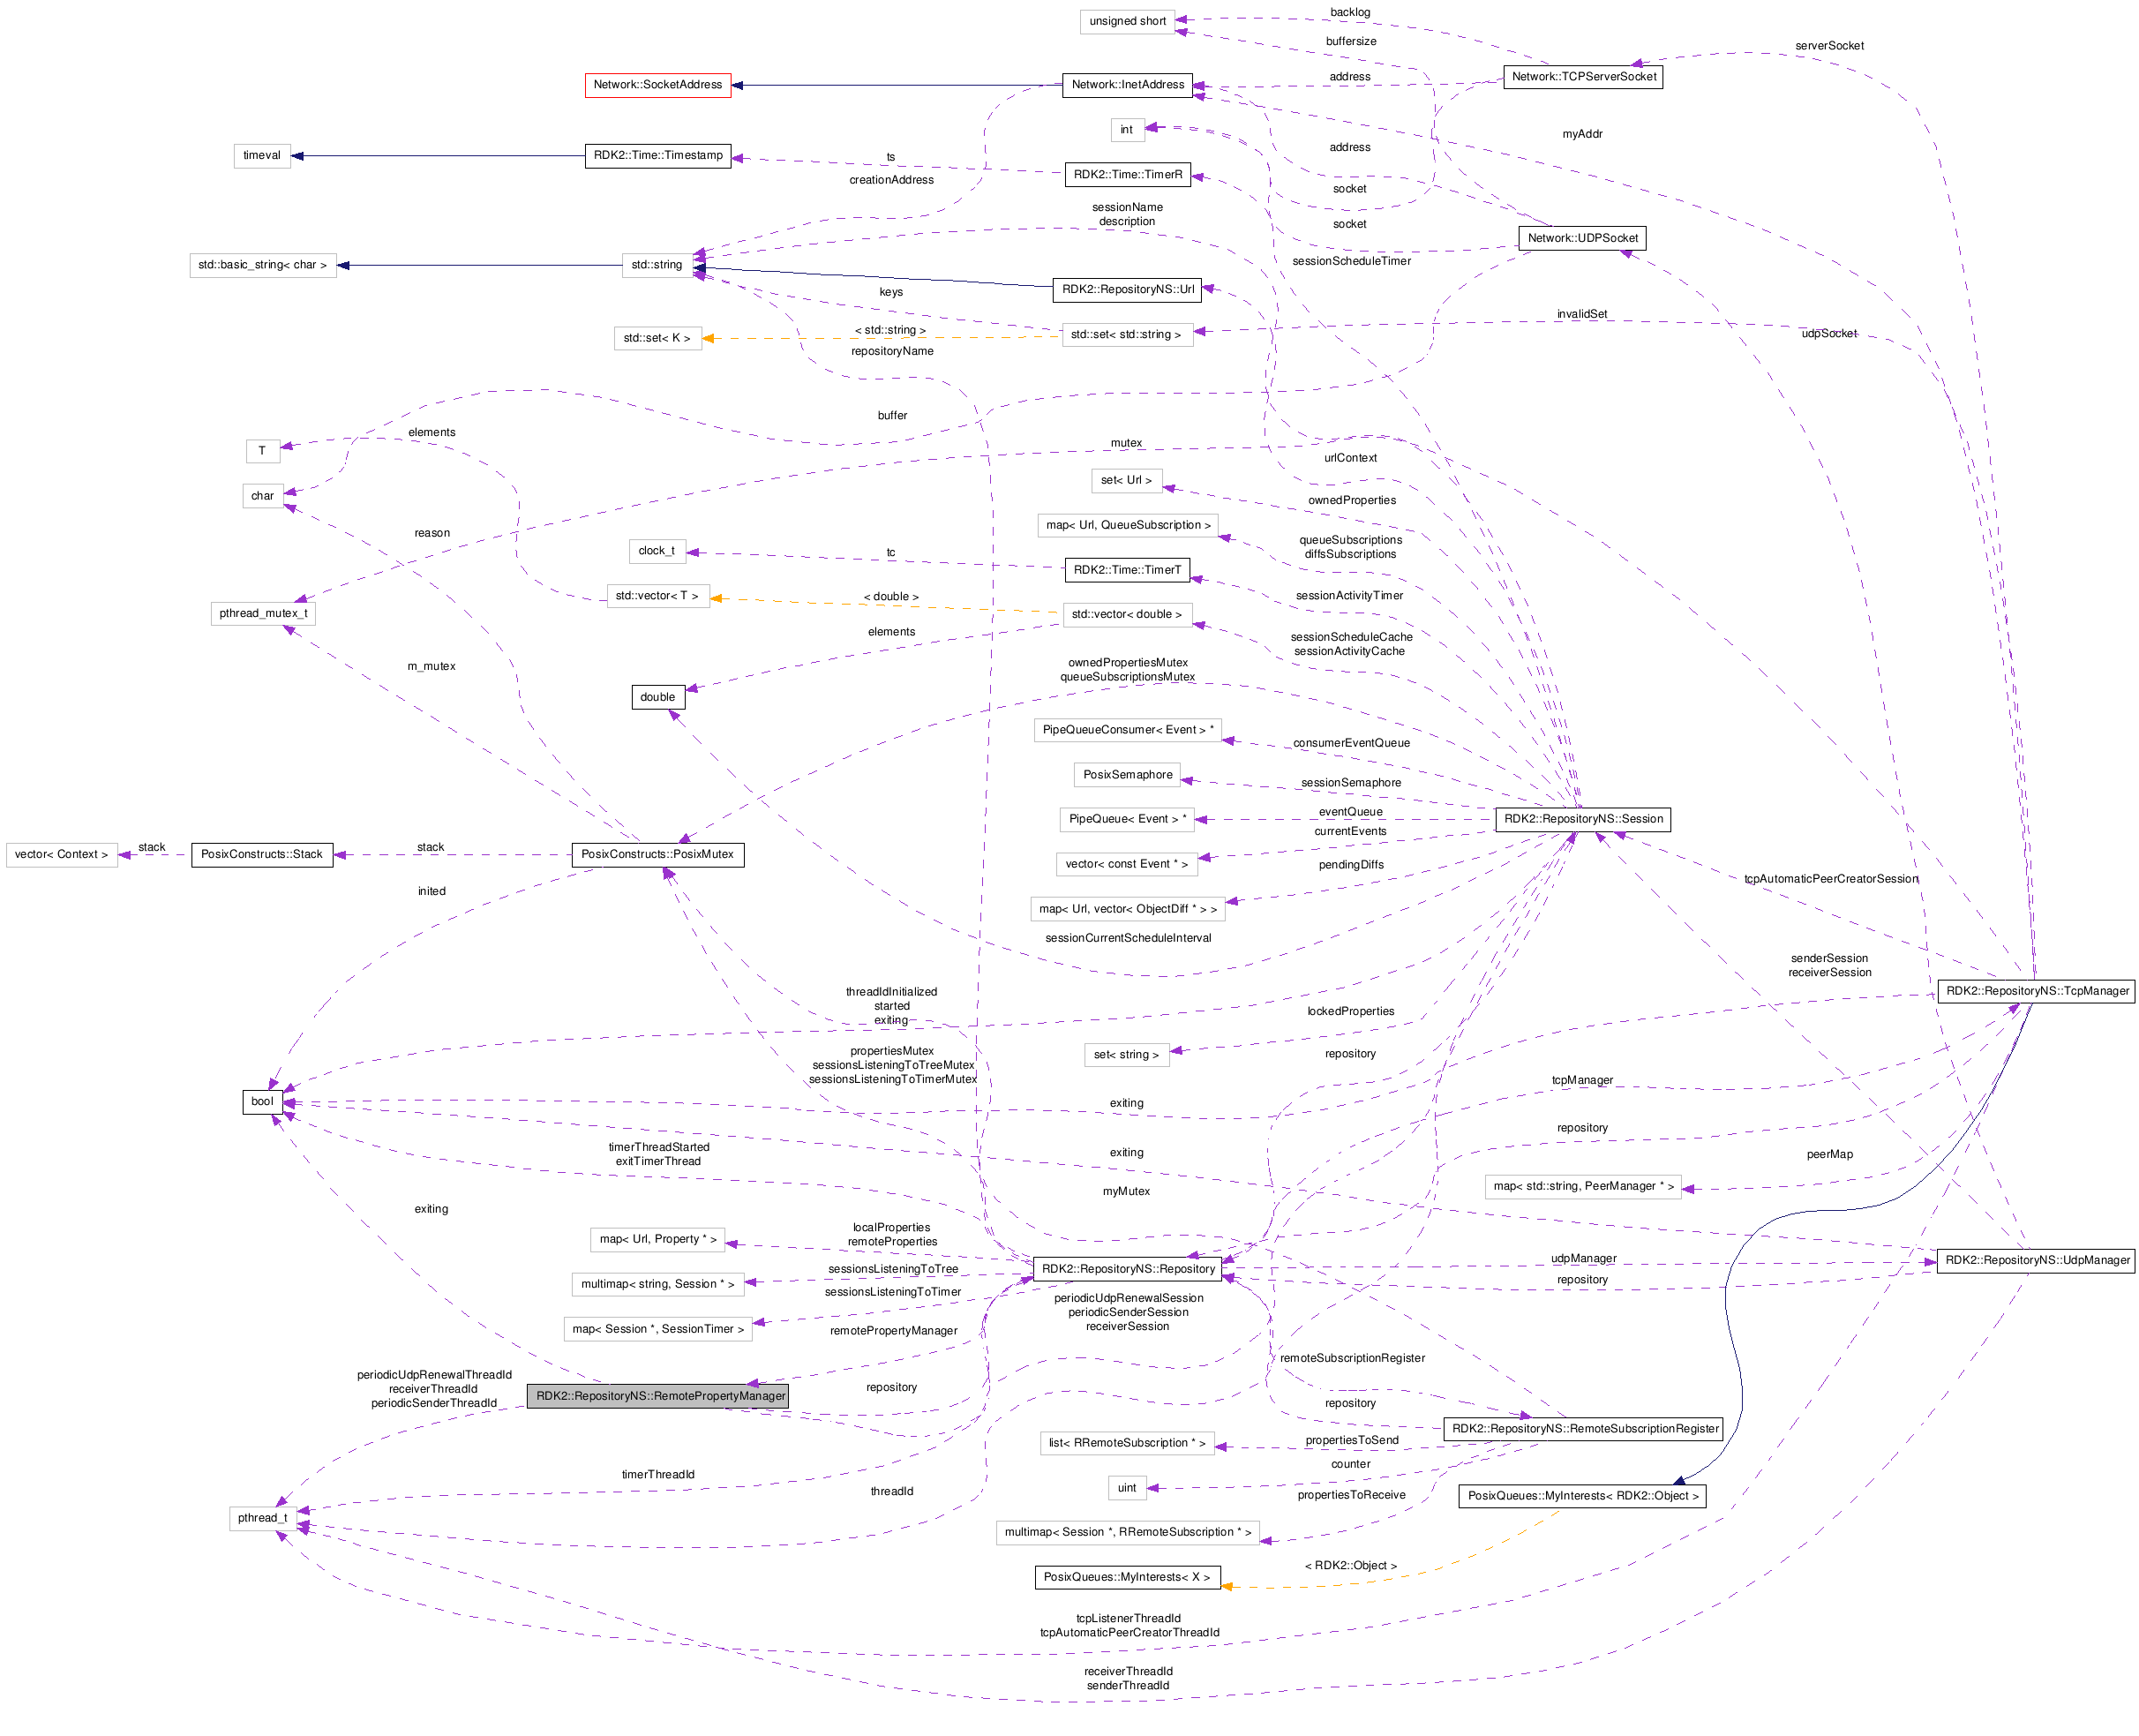 backlog
unsigned short
buffersize
serverSocket
Network::SocketAddress
Network::InetAddress
address
Network::TCPServerSocket
int
myAddr
timeval
RDK2::Time::Timestamp
ts
RDK2::Time::TimerR
address
creationAddress
socket
sessionName
description
socket
Network::UDPSocket
std::basic_string< char >
std::string
sessionScheduleTimer
keys
RDK2::RepositoryNS::Url
std::set< K >
< std::string >
std::set< std::string >
invalidSet
udpSocket
repositoryName
buffer
T
elements
mutex
urlContext
char
set< Url >
ownedProperties
reason
map< Url, QueueSubscription >
queueSubscriptions
diffsSubscriptions
clock_t
tc
RDK2::Time::TimerT
sessionActivityTimer
std::vector< T >
< double >
pthread_mutex_t
std::vector< double >
elements
sessionScheduleCache
sessionActivityCache
m_mutex
ownedPropertiesMutex
queueSubscriptionsMutex
double
PipeQueueConsumer< Event > *
consumerEventQueue
PosixSemaphore
sessionSemaphore
PipeQueue< Event > *
eventQueue
RDK2::RepositoryNS::Session
currentEvents
vector< Context >
stack
PosixConstructs::Stack
stack
PosixConstructs::PosixMutex
vector< const Event * >
pendingDiffs
tcpAutomaticPeerCreatorSession
inited
map< Url, vector< ObjectDiff * > >
sessionCurrentScheduleInterval
senderSession
receiverSession
threadIdInitialized
started
exiting
RDK2::RepositoryNS::TcpManager
lockedProperties
propertiesMutex
sessionsListeningToTreeMutex
sessionsListeningToTimerMutex
set< string >
repository
tcpManager
bool
exiting
repository
timerThreadStarted
exitTimerThread
exiting
peerMap
myMutex
map< std::string, PeerManager * >
exiting
localProperties
remoteProperties
map< Url, Property * >
RDK2::RepositoryNS::Repository
udpManager
RDK2::RepositoryNS::UdpManager
sessionsListeningToTree
repository
multimap< string, Session * >
sessionsListeningToTimer
periodicUdpRenewalSession
periodicSenderSession
receiverSession
map< Session *, SessionTimer >
remotePropertyManager
remoteSubscriptionRegister
periodicUdpRenewalThreadId
receiverThreadId
periodicSenderThreadId
RDK2::RepositoryNS::RemotePropertyManager
repository
repository
RDK2::RepositoryNS::RemoteSubscriptionRegister
list< RRemoteSubscription * >
propertiesToSend
timerThreadId
counter
uint
threadId
propertiesToReceive
PosixQueues::MyInterests< RDK2::Object >
pthread_t
multimap< Session *, RRemoteSubscription * >
< RDK2::Object >
PosixQueues::MyInterests< X >
tcpListenerThreadId
tcpAutomaticPeerCreatorThreadId
receiverThreadId
senderThreadId